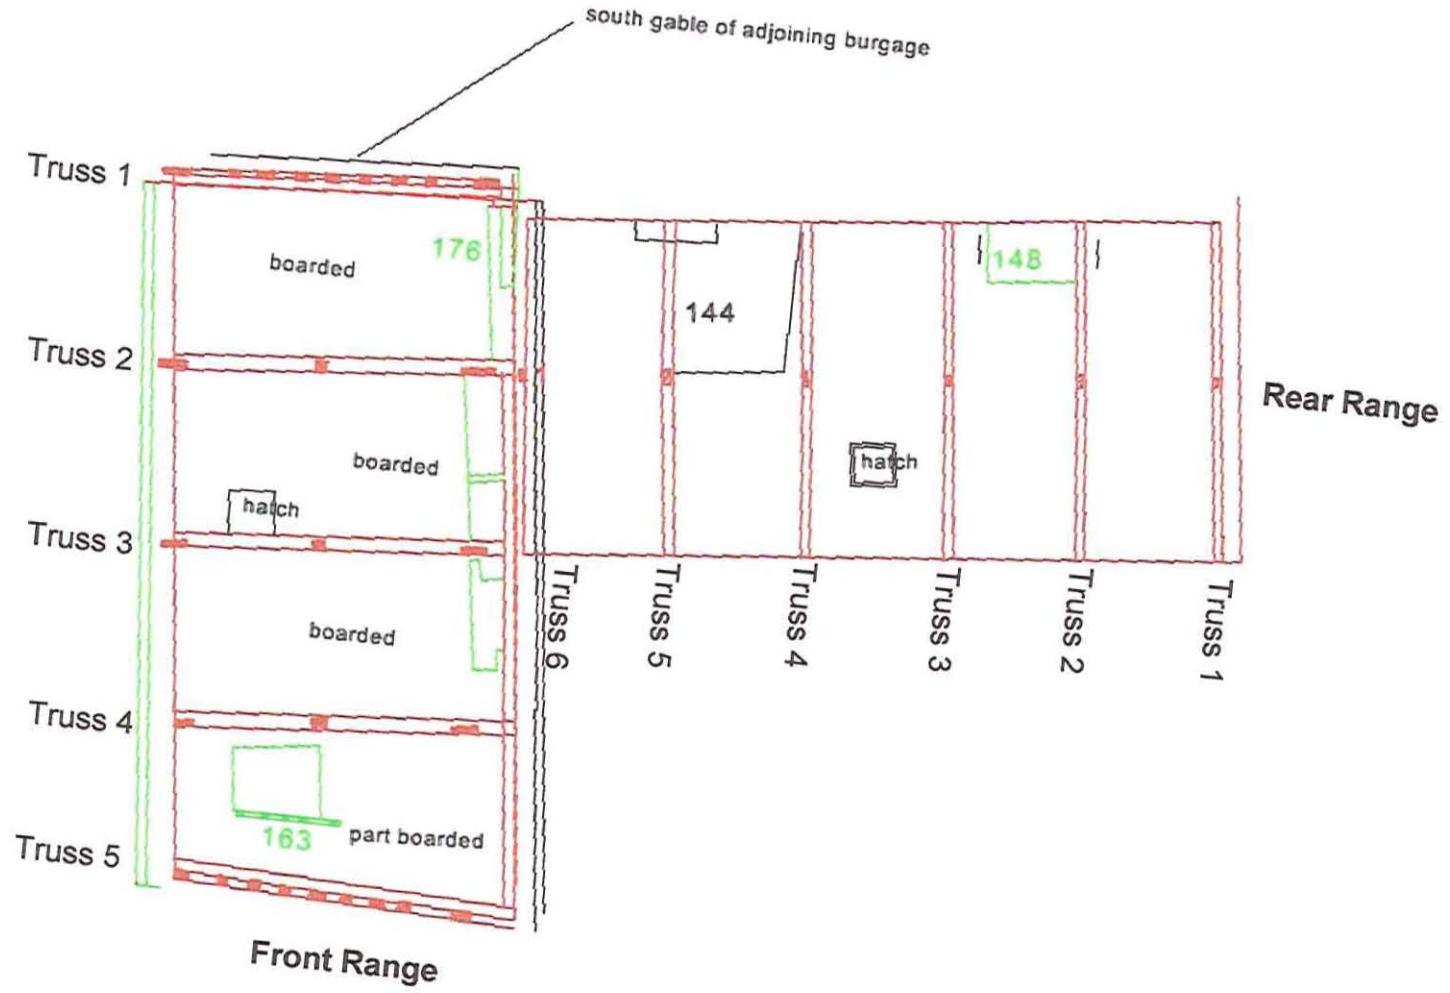 south gable of adjoining burgage
Truss 1
176
boarded
148
144
Truss 2
Rear Range
boarded
hatch
hatch
Truss 3
Truss 6
Truss 5
Truss 4
Truss 3
Truss 2
Truss 1
boarded
Truss 4
163
part boarded
Truss 5
Front Range